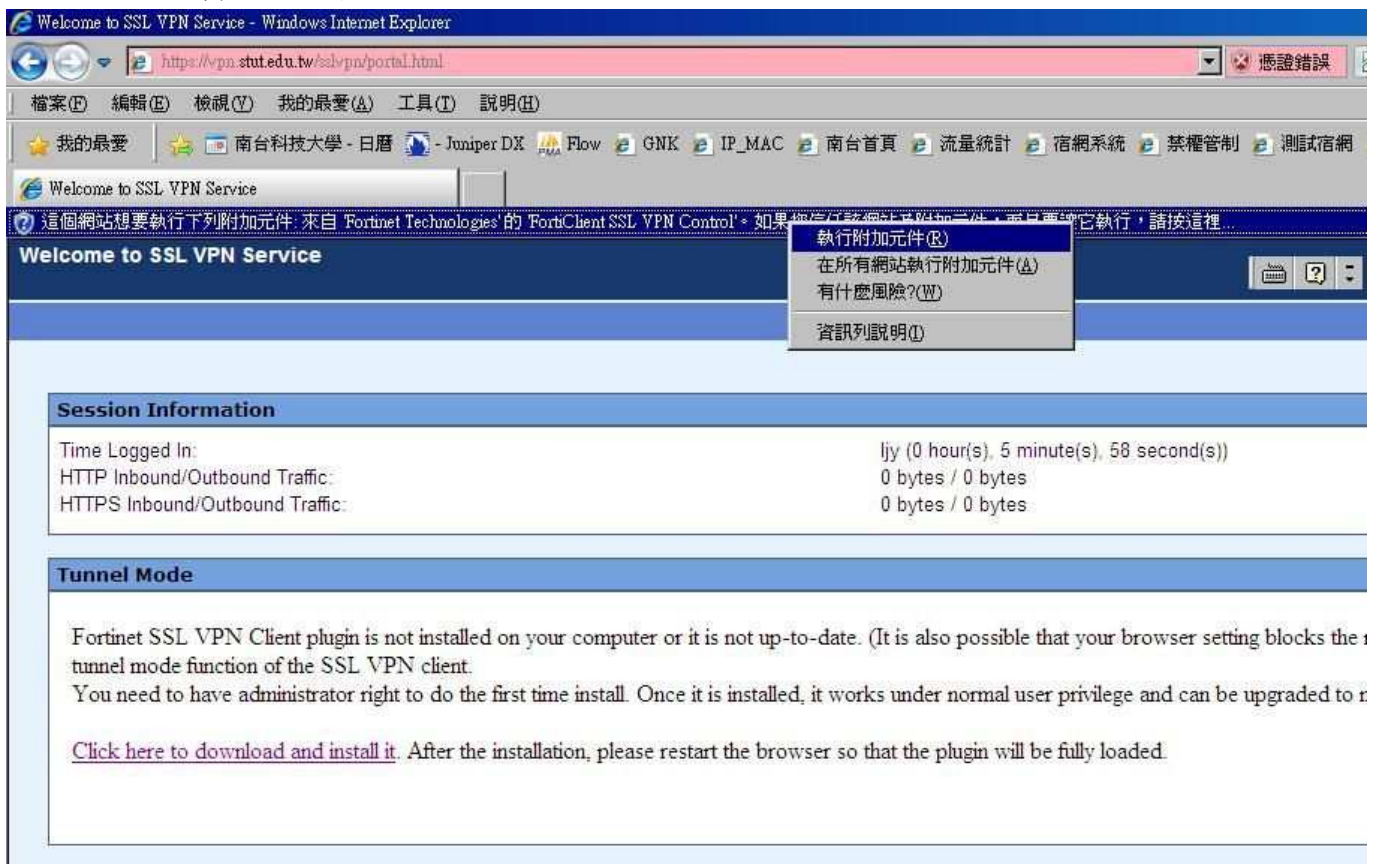 Welcome to SSL VPN Service - Windows Internet Explorer
https://vpn.stut.edu.tw/sslvpn/portal.html 憑證錯誤
檔案(F) 編輯(E) 檢視(V) 我的最愛(A) 工具(T) 說明(H)
我的最愛 南台科技大學 - 日曆 - Juniper DX Flow GNK IP_MAC 南台首頁 流量統計 宿網系統 禁權管制 測試宿網
Welcome to SSL VPN Service
這個網站想要執行下列附加元件: 來自 'Fortinet Technologies' 的 'FortiClient SSL VPN Control'。如果 它執行，請按這裡...
執行附加元件(R)
在所有網站執行附加元件(A)
有什麼風險?(W)
資訊列說明(I)
Welcome to SSL VPN Service
Session Information
Time Logged In: ljy (0 hour(s), 5 minute(s), 58 second(s))
HTTP Inbound/Outbound Traffic: 0 bytes / 0 bytes
HTTPS Inbound/Outbound Traffic: 0 bytes / 0 bytes
Tunnel Mode
Fortinet SSL VPN Client plugin is not installed on your computer or it is not up-to-date. (It is also possible that your browser setting blocks the
tunnel mode function of the SSL VPN client.
You need to have administrator right to do the first time install. Once it is installed, it works under normal user privilege and can be upgraded to
Click here to download and install it. After the installation, please restart the browser so that the plugin will be fully loaded.